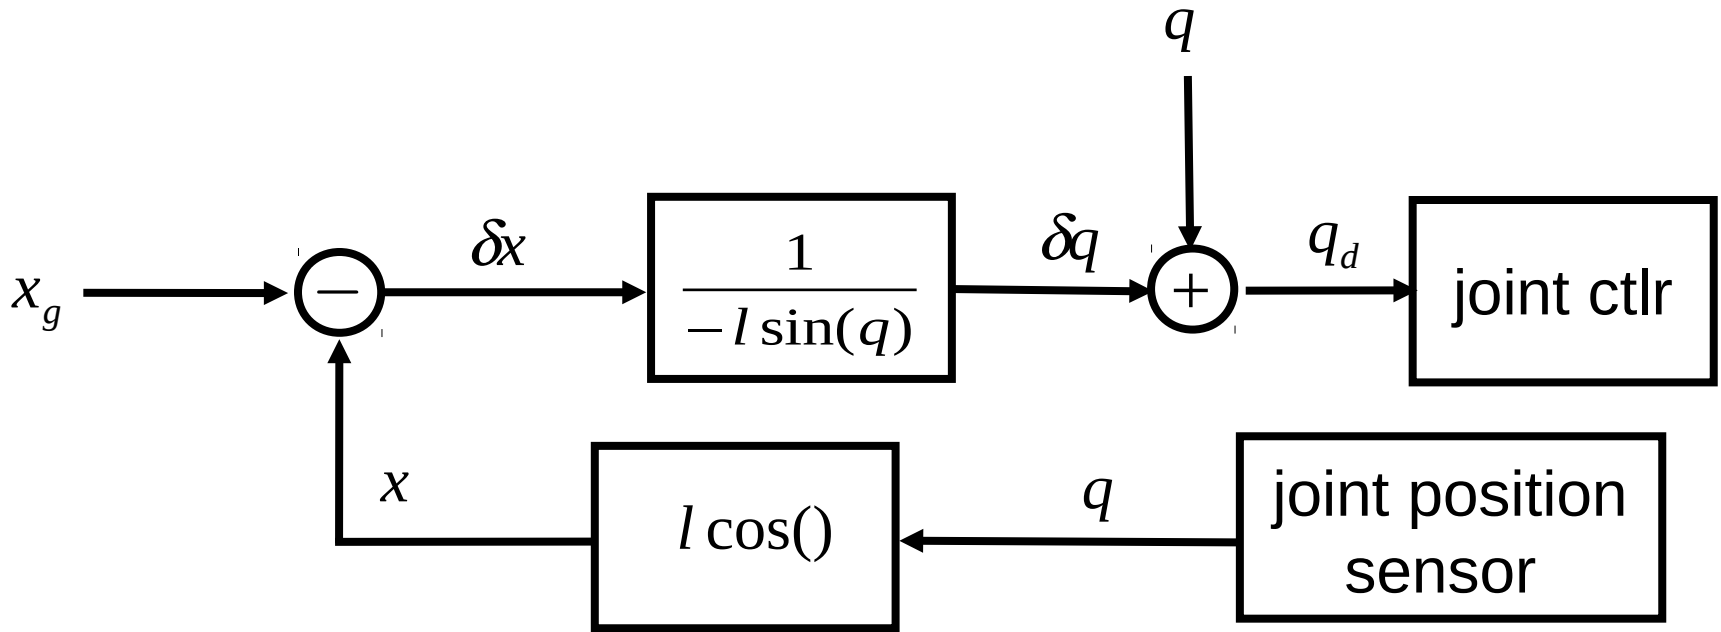 q
x_g
−
δx
1
− l sin(q)
δq
+
q_d
joint ctlr
x
l cos()
q
joint position
sensor